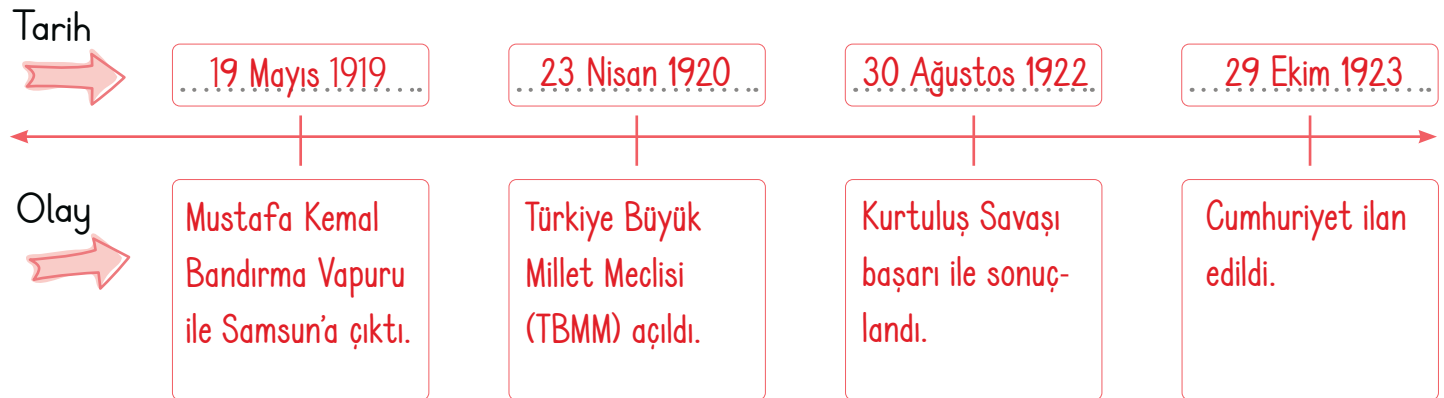 Tarih
19 Mayıs 1919
23 Nisan 1920
30 Ağustos 1922
29 Ekim 1923
Olay
Mustafa Kemal
Bandırma Vapuru
ile Samsun’a çıktı.
Türkiye Büyük
Millet Meclisi
(TBMM) açıldı.
Kurtuluş Savaşı
başarı ile sonuç-
landı.
Cumhuriyet ilan
edildi.